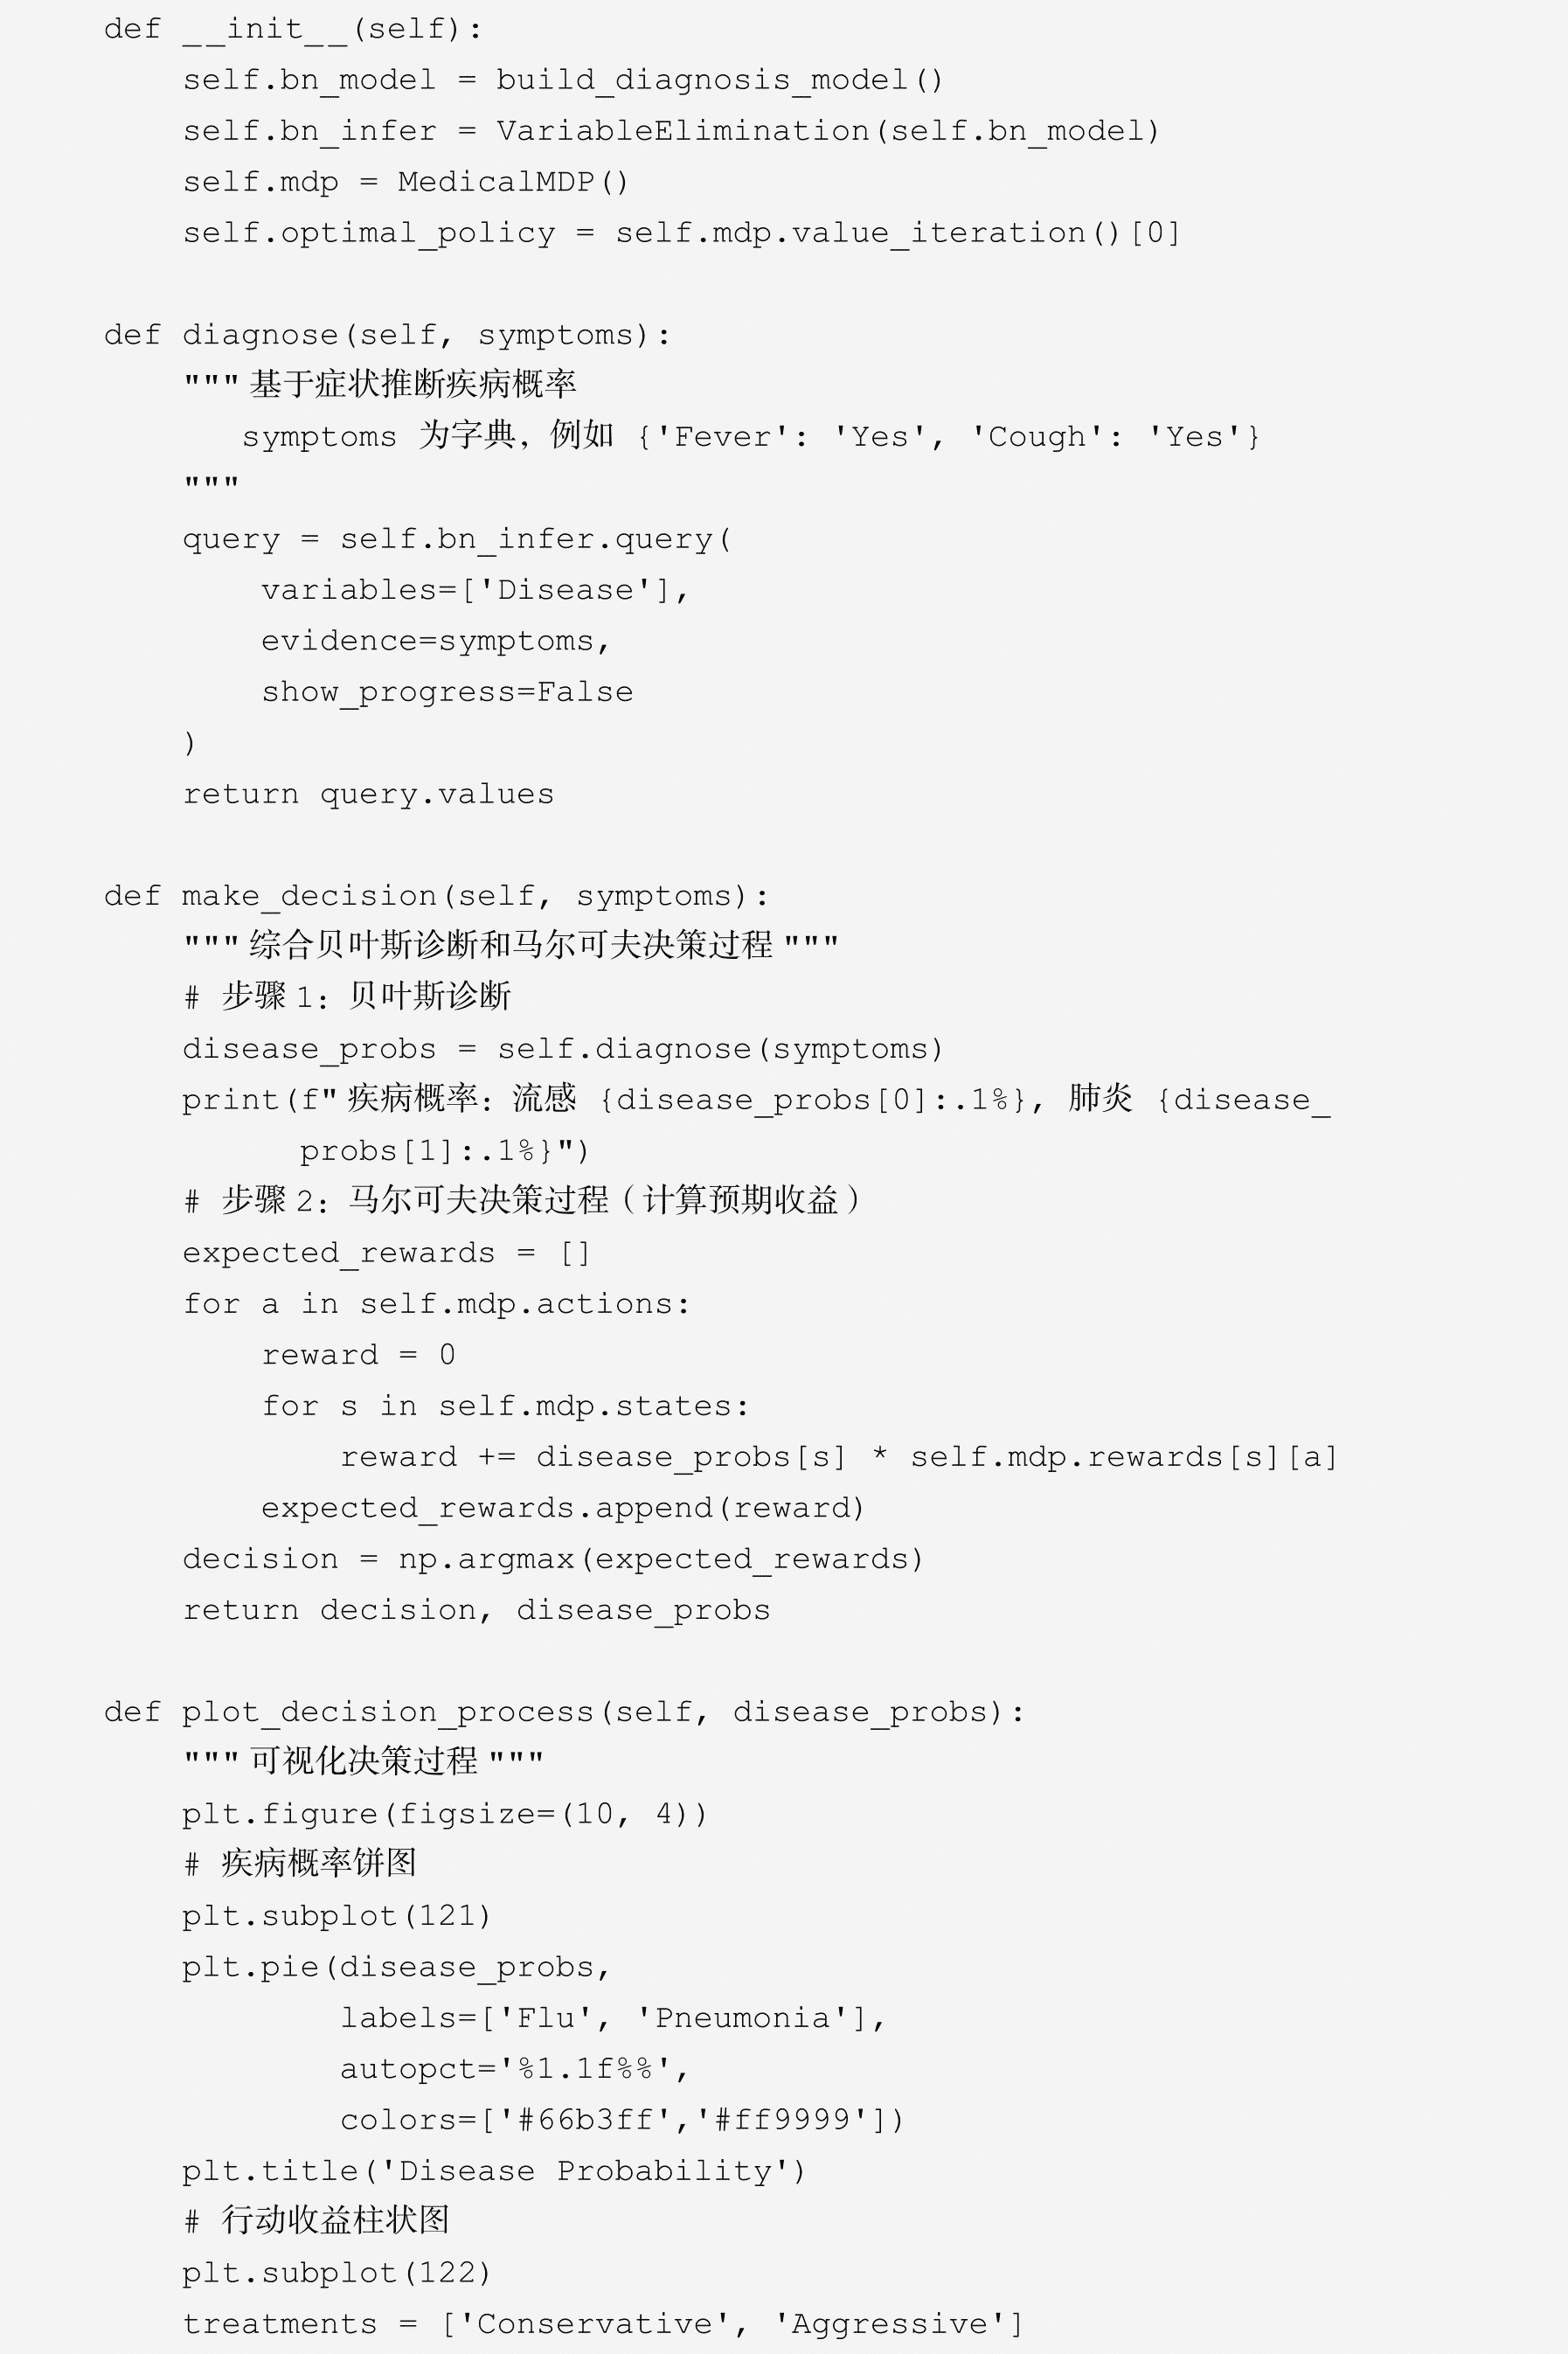 def __init__(self):
    self.bn_model = build_diagnosis_model()
    self.bn_infer = VariableElimination(self.bn_model)
    self.mdp = MedicalMDP()
    self.optimal_policy = self.mdp.value_iteration()[0]

def diagnose(self, symptoms):
    """基于症状推断疾病概率
       symptoms 为字典，例如 {'Fever': 'Yes', 'Cough': 'Yes'}
    """
    query = self.bn_infer.query(
        variables=['Disease'],
        evidence=symptoms,
        show_progress=False
    )
    return query.values

def make_decision(self, symptoms):
    """综合贝叶斯诊断和马尔可夫决策过程"""
    # 步骤1：贝叶斯诊断
    disease_probs = self.diagnose(symptoms)
    print(f"疾病概率：流感 {disease_probs[0]:.1%}, 肺炎 {disease_
          probs[1]:.1%}")
    # 步骤2：马尔可夫决策过程（计算预期收益）
    expected_rewards = []
    for a in self.mdp.actions:
        reward = 0
        for s in self.mdp.states:
            reward += disease_probs[s] * self.mdp.rewards[s][a]
        expected_rewards.append(reward)
    decision = np.argmax(expected_rewards)
    return decision, disease_probs

def plot_decision_process(self, disease_probs):
    """可视化决策过程"""
    plt.figure(figsize=(10, 4))
    # 疾病概率饼图
    plt.subplot(121)
    plt.pie(disease_probs,
            labels=['Flu', 'Pneumonia'],
            autopct='%1.1f%%',
            colors=['#66b3ff','#ff9999'])
    plt.title('Disease Probability')
    # 行动收益柱状图
    plt.subplot(122)
    treatments = ['Conservative', 'Aggressive']